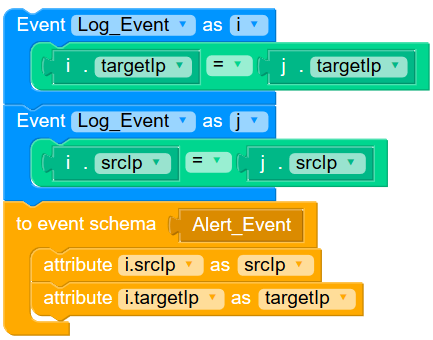 Event Log_Event as i
i . targetIp = j . targetIp
Event Log_Event as j
i . srcIp = j . srcIp
to event schema Alert_Event
attribute i.srcIp as srcIp
attribute i.targetIp as targetIp